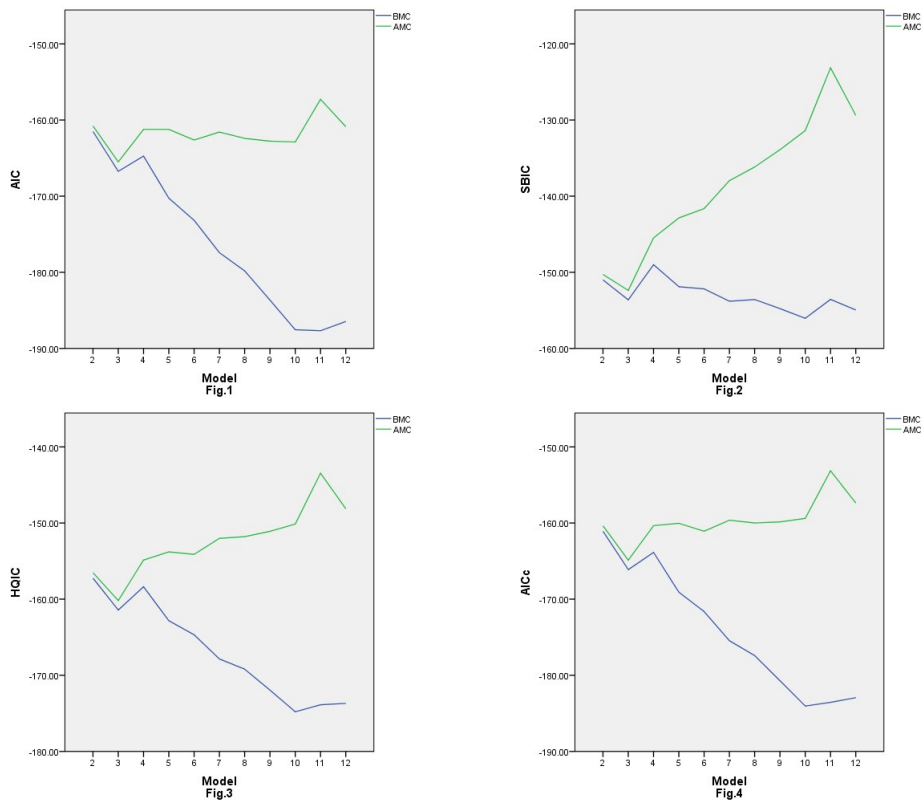 BMC
AMC
-150.00
-160.00
-170.00
-180.00
-190.00
AIC
2 3 4 5 6 7 8 9 10 11 12
Model
Fig.1
BMC
AMC
-120.00
-130.00
-140.00
-150.00
-160.00
SBIC
2 3 4 5 6 7 8 9 10 11 12
Model
Fig.2
BMC
AMC
-140.00
-150.00
-160.00
-170.00
-180.00
HQIC
2 3 4 5 6 7 8 9 10 11 12
Model
Fig.3
BMC
AMC
-150.00
-160.00
-170.00
-180.00
-190.00
AICc
2 3 4 5 6 7 8 9 10 11 12
Model
Fig.4